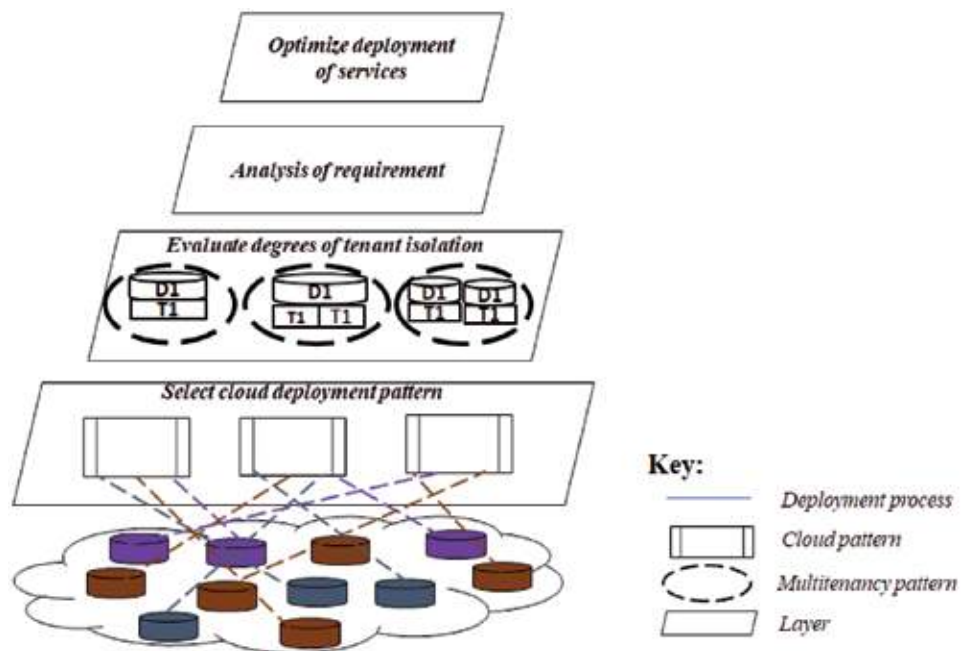 Optimize deployment
of services
Analysis of requirement
Evaluate degrees of tenant isolation
D1
T1
D1
T1 T1
D1 D1
T1 T1
Select cloud deployment pattern
Key:
Deployment process
Cloud pattern
Multitenancy pattern
Layer